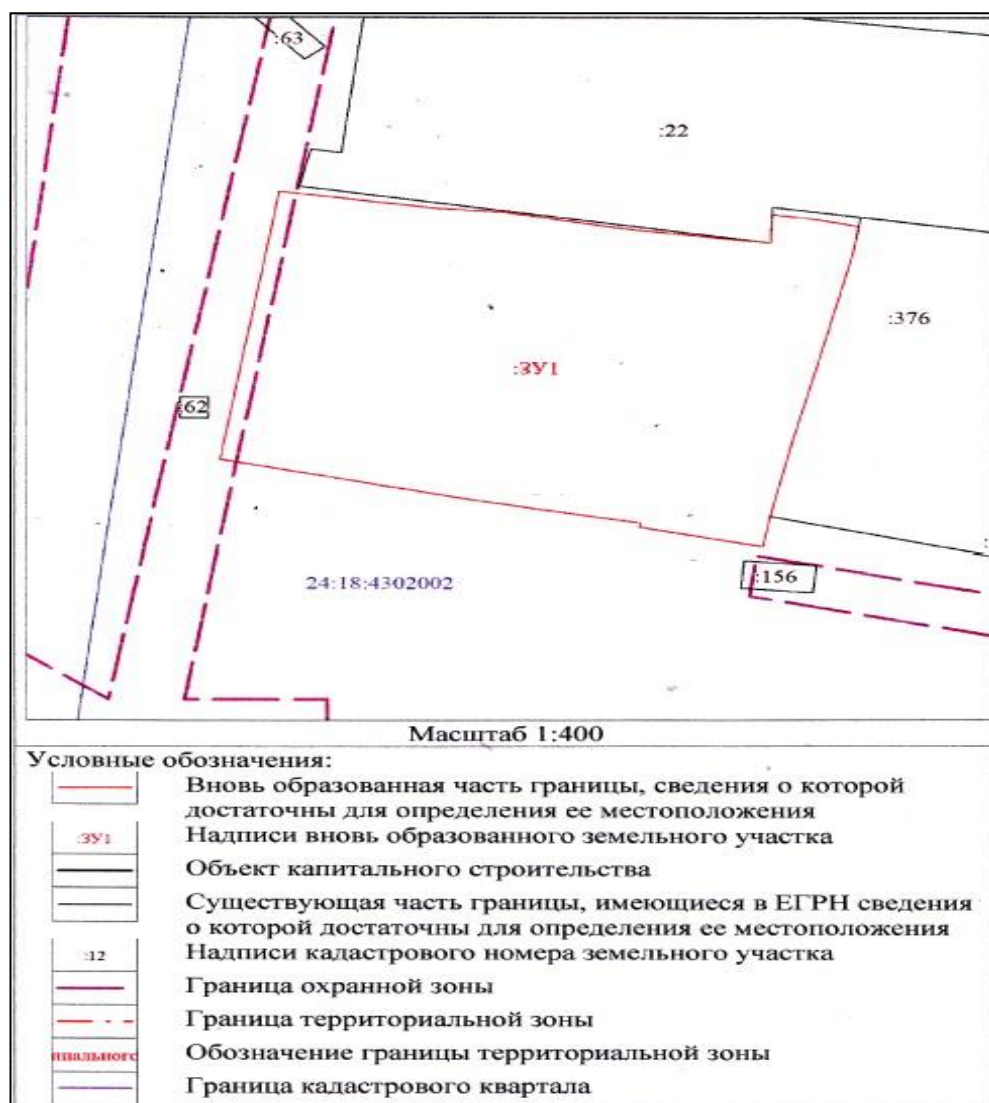 :63
:22
:376
:ЗУ1
:62
24:18:4302002
:156
Масштаб 1:400
Условные обозначения:
Вновь образованная часть границы, сведения о которой
достаточны для определения ее местоположения
:ЗУ1
Надписи вновь образованного земельного участка
Объект капитального строительства
Существующая часть границы, имеющиеся в ЕГРН сведения
о которой достаточны для определения ее местоположения
:12
Надписи кадастрового номера земельного участка
Граница охранной зоны
Граница территориальной зоны
Обозначение границы территориальной зоны
Граница кадастрового квартала